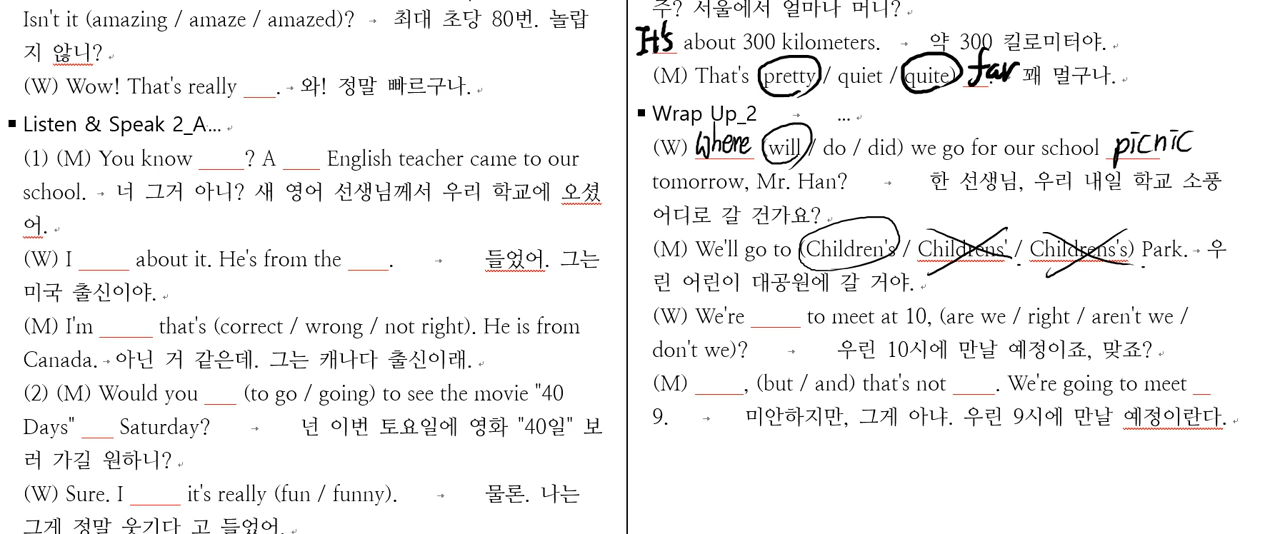 Isn't it (amazing / amaze / amazed)? → 최대 초당 80번. 놀랍
지 않니?
(W) Wow! That's really ___. → 와! 정말 빠르구나.
■ Listen & Speak 2_A...
(1) (M) You know _____? A ____ English teacher came to our
school. → 너 그거 아니? 새 영어 선생님께서 우리 학교에 오셨
어.
(W) I _____ about it. He's from the ____. → 들었어. 그는
미국 출신이야.
(M) I'm _____ that's (correct / wrong / not right). He is from
Canada. → 아닌 거 같은데. 그는 캐나다 출신이래.
(2) (M) Would you ___ (to go / going) to see the movie "40
Days" ___ Saturday? → 넌 이번 토요일에 영화 "40일" 보
러 가길 원하니?
(W) Sure. I _____ it's really (fun / funny). → 물론. 나는
그게 정말 웃기다 고 들었어.
주? 서울에서 얼마나 머니?
It's about 300 kilometers. → 약 300 킬로미터야.
(M) That's (pretty / quiet / quite) far. 꽤 멀구나.
■ Wrap Up_2 → ...
(W) where (will / do / did) we go for our school picnic
tomorrow, Mr. Han? → 한 선생님, 우리 내일 학교 소풍
어디로 갈 건가요?
(M) We'll go to (Children's / Childrens' / Childrens's) Park. → 우
린 어린이 대공원에 갈 거야.
(W) We're _____ to meet at 10, (are we / right / aren't we /
don't we)? → 우린 10시에 만날 예정이죠, 맞죠?
(M) _____, (but / and) that's not ____. We're going to meet __
9. → 미안하지만, 그게 아냐. 우린 9시에 만날 예정이란다.